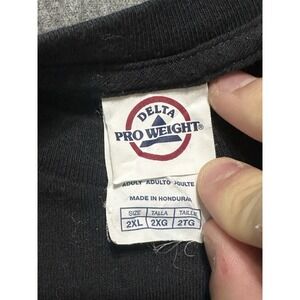 DELTA
PRO WEIGHT®
ADULT ADULTO ADULTE
MADE IN HONDURAS
SIZE TALLA TAILLE
2XL 2XG 2TG